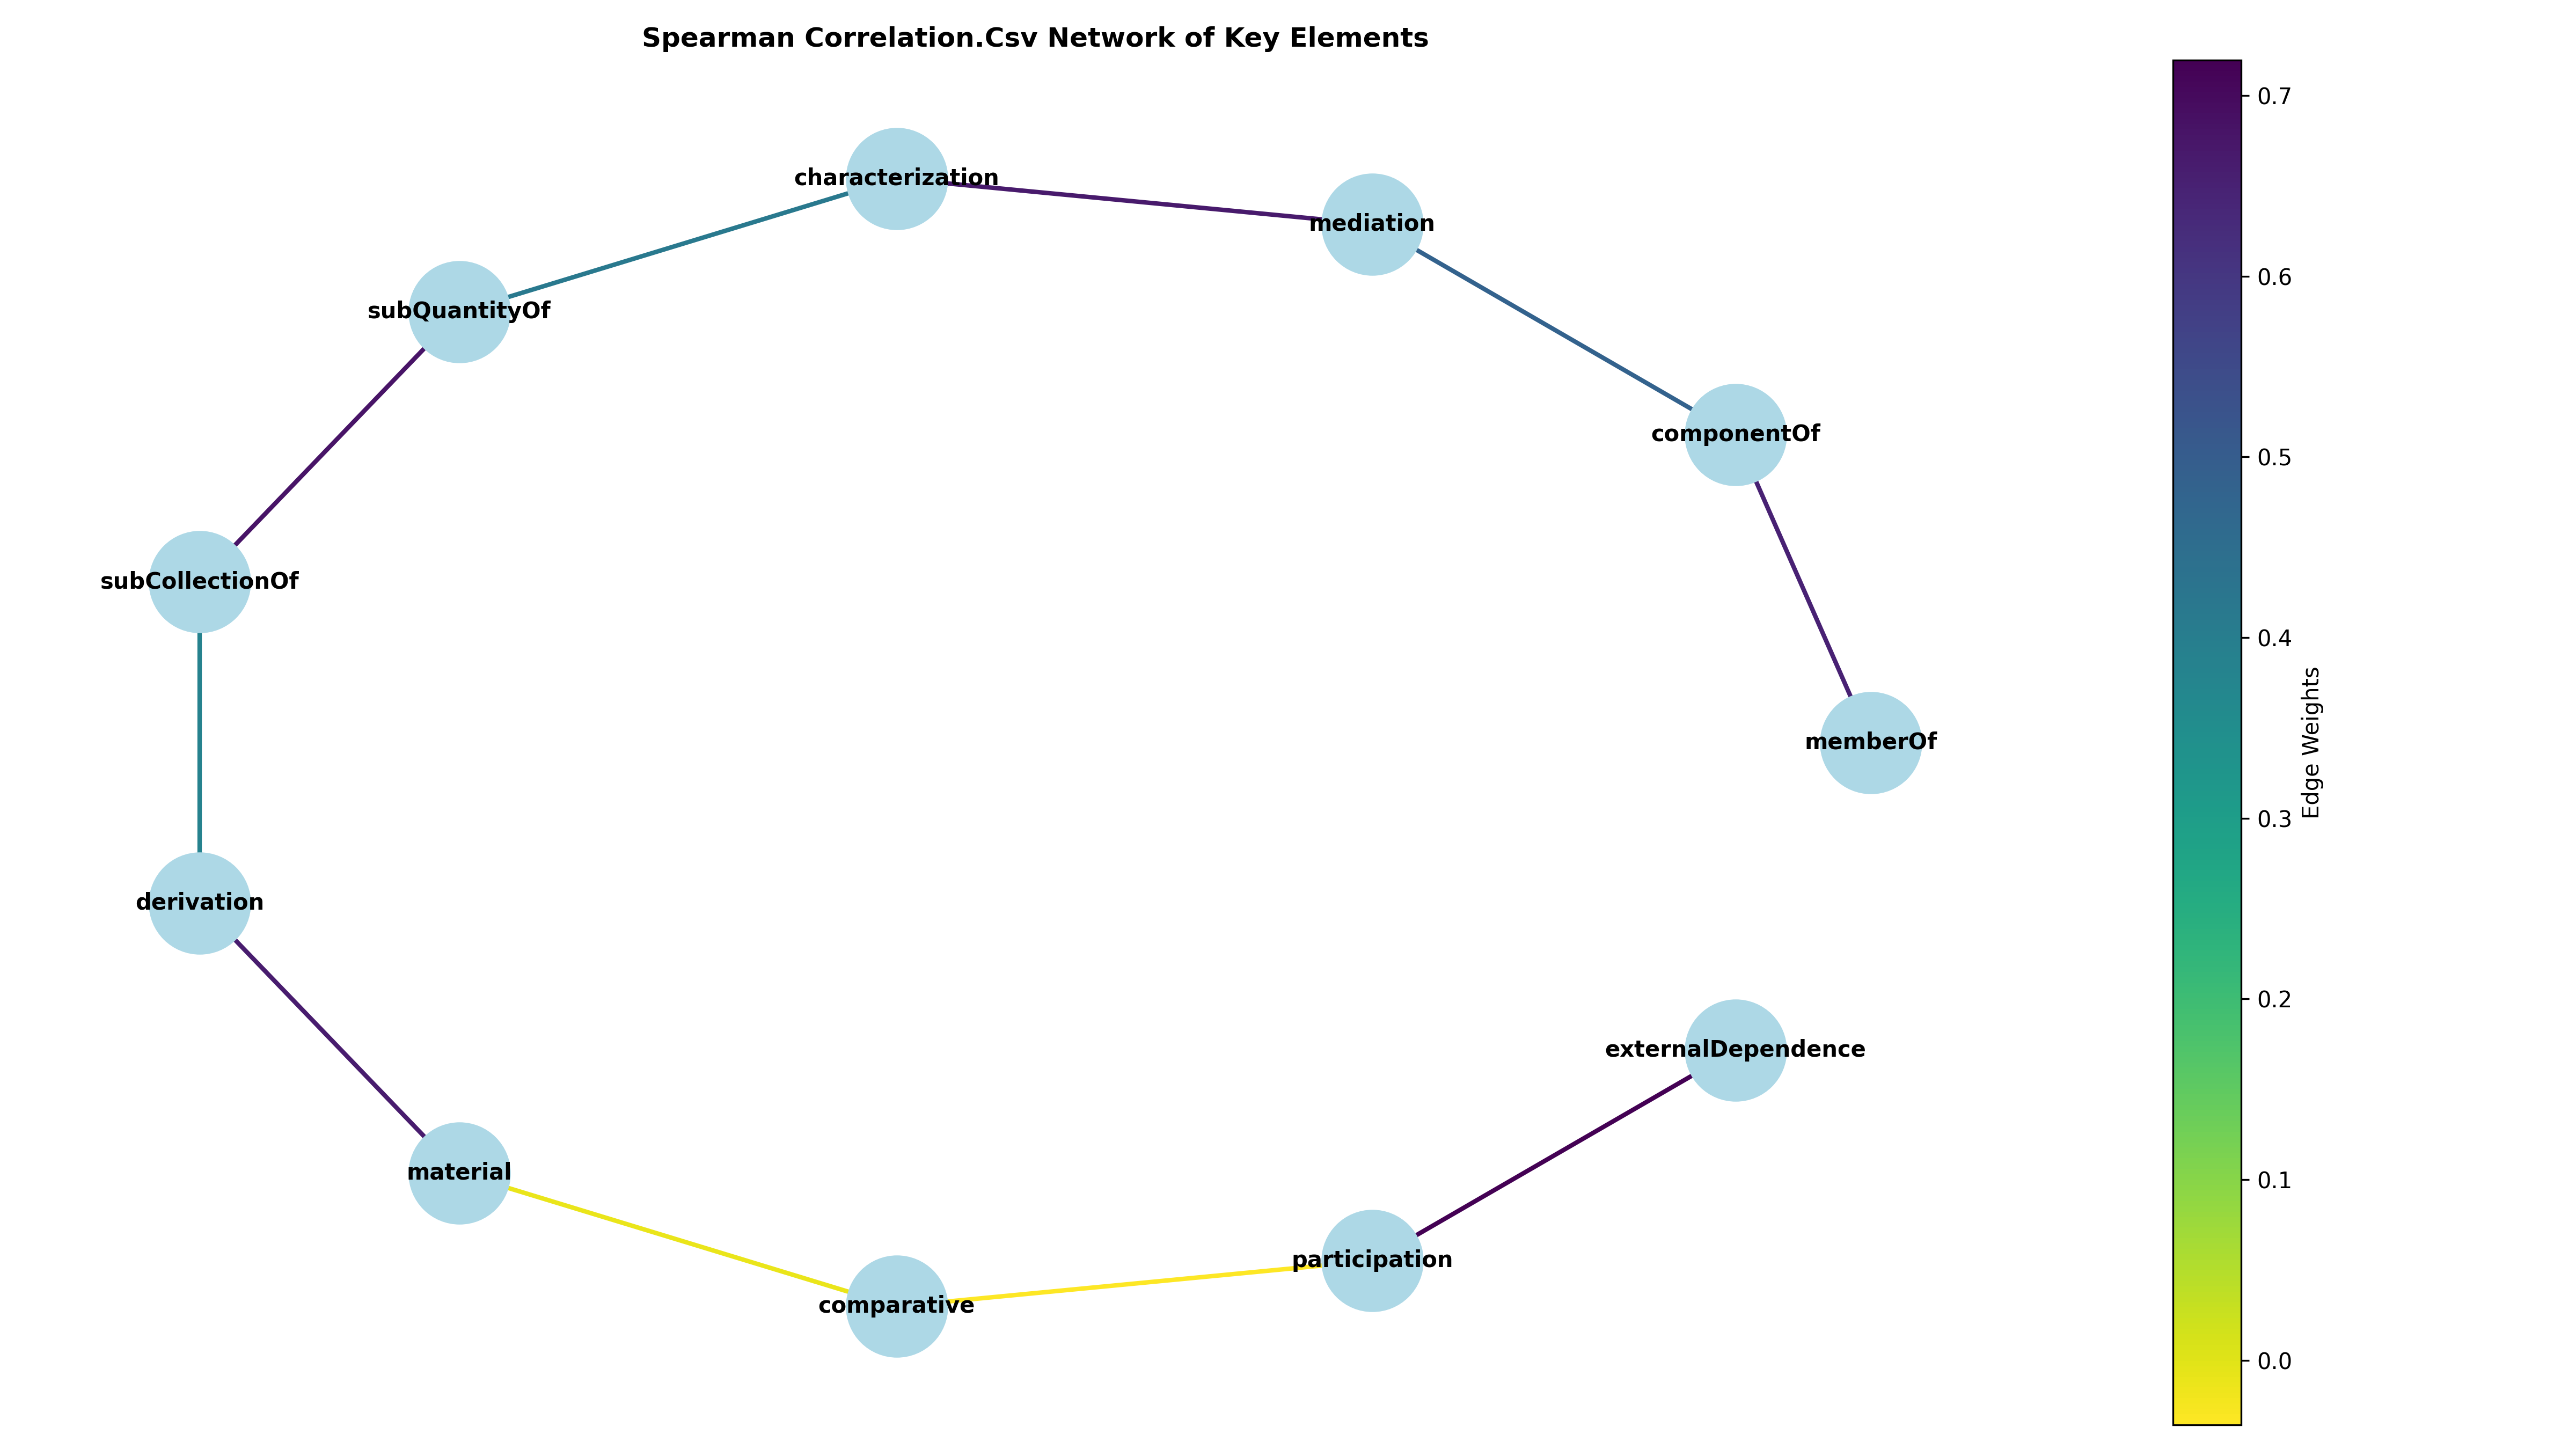 Spearman Correlation.Csv Network of Key Elements
characterization
mediation
subQuantityOf
componentOf
subCollectionOf
memberOf
derivation
externalDependence
material
participation
comparative
0.7
0.6
0.5
0.4
0.3
0.2
0.1
0.0
Edge Weights